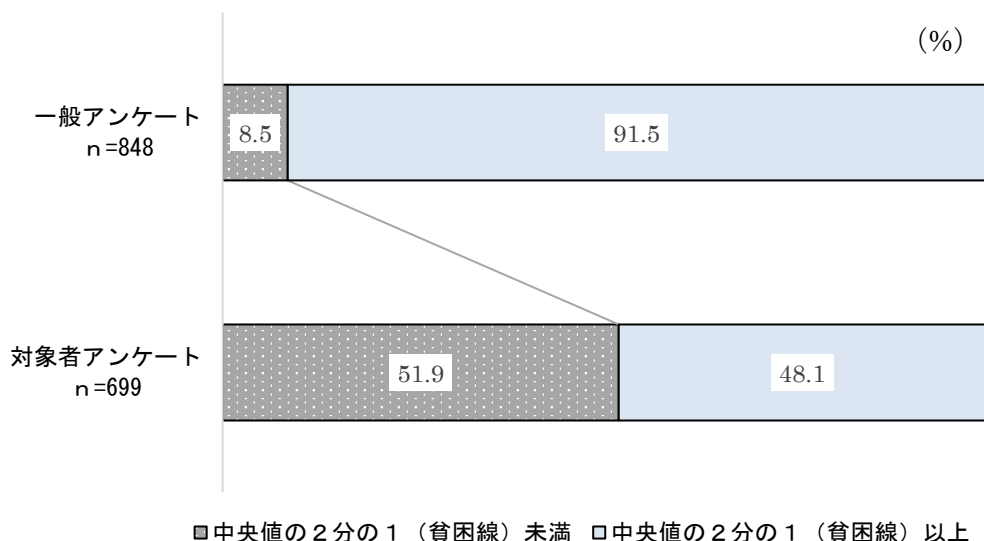 (%)
一般アンケート
n=848
8.5
91.5
対象者アンケート
n=699
51.9
48.1
中央値の2分の1（貧困線）未満 中央値の2分の1（貧困線）以上